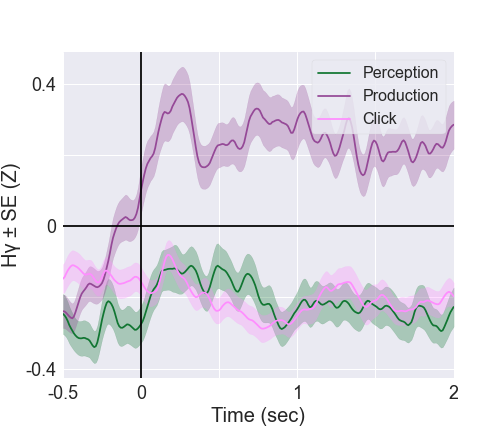 Perception
Production
Click
Hγ ± SE (Z)
0.4
0
-0.4
-0.5
0
1
2
Time (sec)